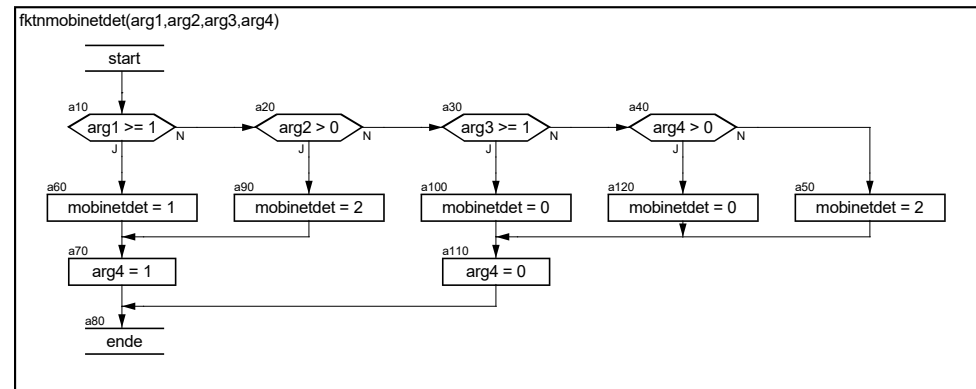 fktnmobinetdet(arg1,arg2,arg3,arg4)
start
a10
arg1 >= 1
J
N
a20
arg2 > 0
J
N
a30
arg3 >= 1
J
N
a40
arg4 > 0
J
N
a60
mobinetdet = 1
a90
mobinetdet = 2
a100
mobinetdet = 0
a120
mobinetdet = 0
a50
mobinetdet = 2
a70
arg4 = 1
a110
arg4 = 0
a80
ende